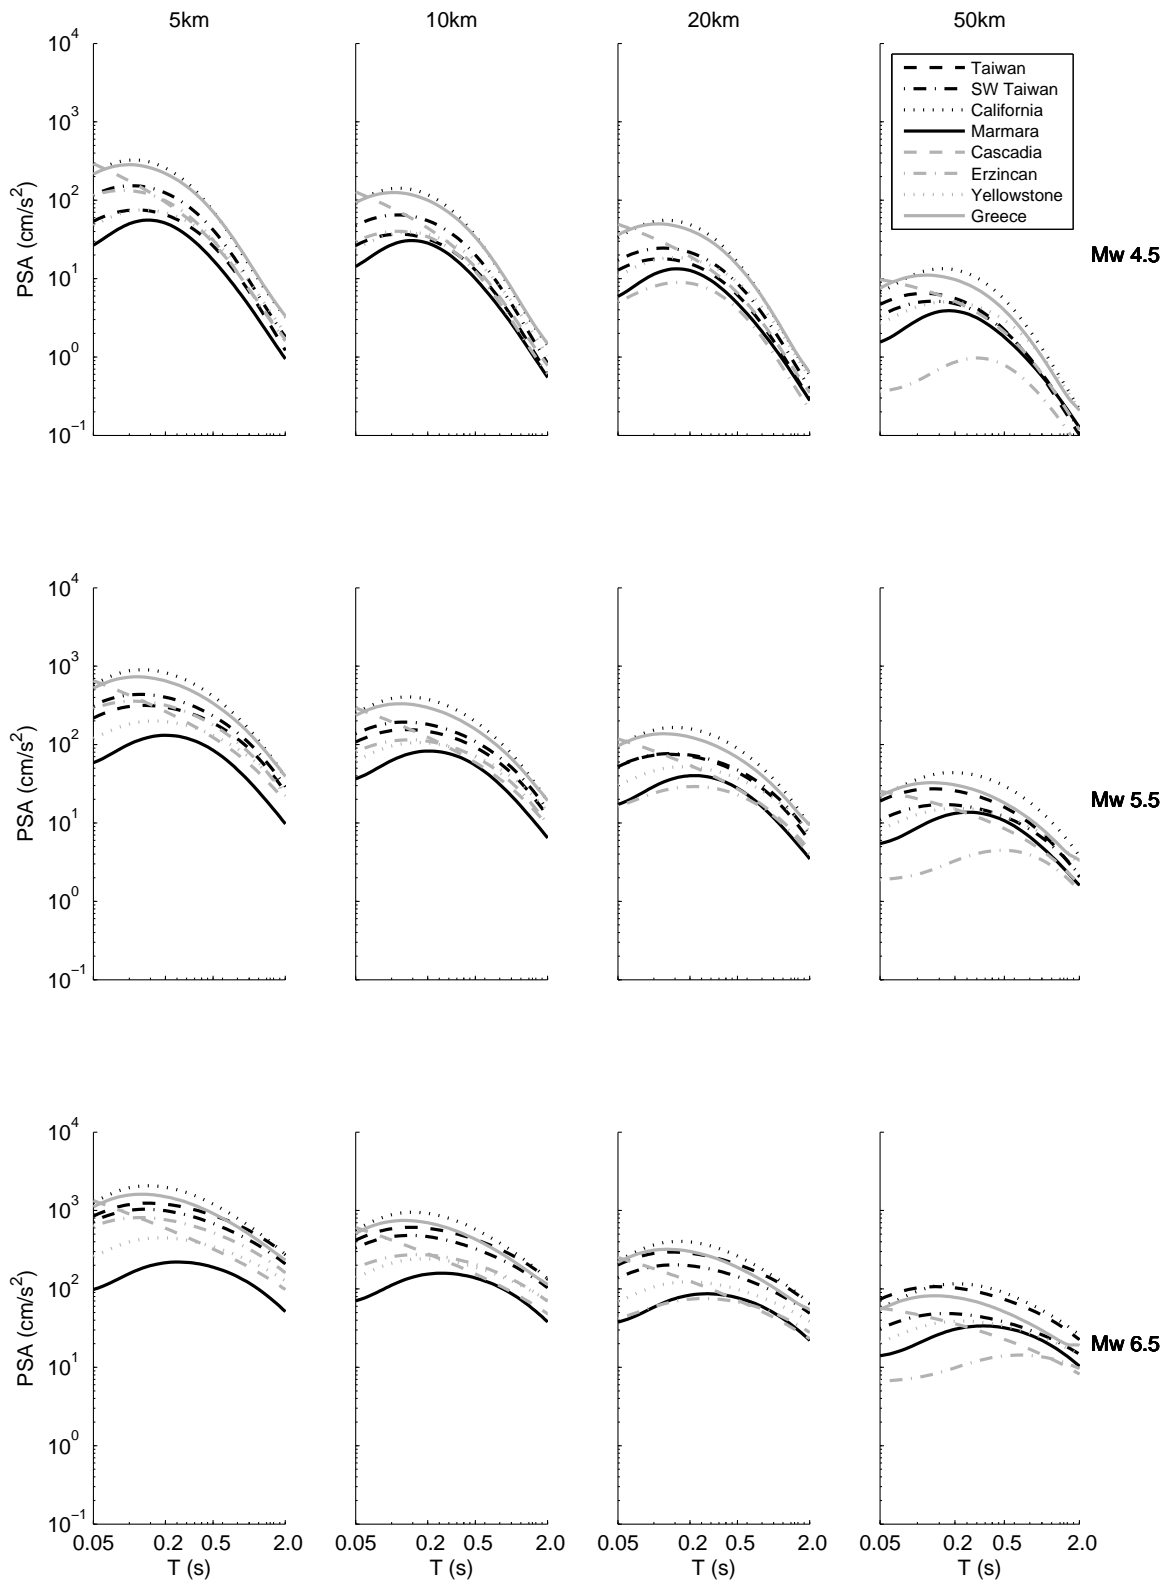 5km 10km 20km 50km
10^4
10^3
10^2
10^1
10^0
10^-1
PSA (cm/s^2)
Taiwan
SW Taiwan
California
Marmara
Cascadia
Erzincan
Yellowstone
Greece
Mw 4.5
10^4
10^3
10^2
10^1
10^0
10^-1
PSA (cm/s^2)
Mw 5.5
10^4
10^3
10^2
10^1
10^0
10^-1
PSA (cm/s^2)
Mw 6.5
0.05 0.2 0.5 2.0 0.05 0.2 0.5 2.0 0.05 0.2 0.5 2.0 0.05 0.2 0.5 2.0
T (s) T (s) T (s) T (s)